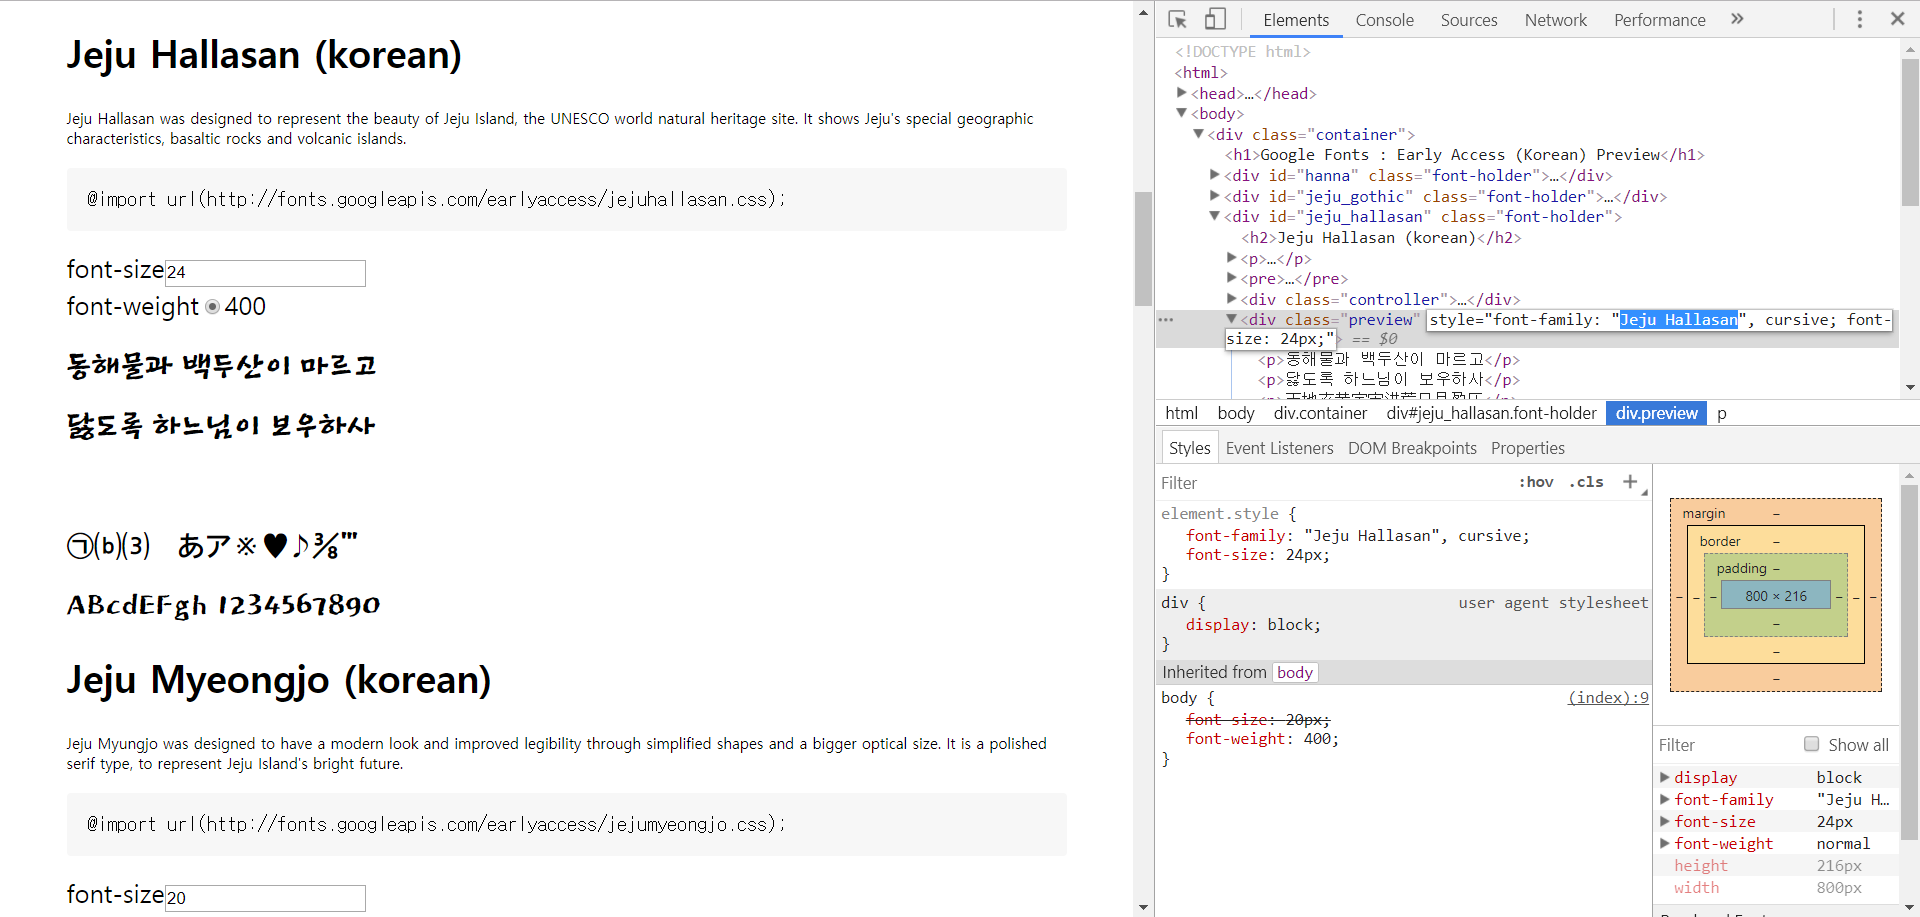 Jeju Hallasan (korean)
Jeju Hallasan was designed to represent the beauty of Jeju Island, the UNESCO world natural heritage site. It shows Jeju's special geographic
characteristics, basaltic rocks and volcanic islands.
@import url(http://fonts.googleapis.com/earlyaccess/jejuhallasan.css);
font-size24
font-weight 400
동해물과 백두산이 마르고
닳도록 하느님이 보우하사
㉠⒝⑶ あア※♥♪⅜‴
ABcdEFgh 1234567890
Jeju Myeongjo (korean)
Jeju Myungjo was designed to have a modern look and improved legibility through simplified shapes and a bigger optical size. It is a polished
serif type, to represent Jeju Island's bright future.
@import url(http://fonts.googleapis.com/earlyaccess/jejumyeongjo.css);
font-size20
Elements Console Sources Network Performance »
<!DOCTYPE html>
<html>
▶<head>…</head>
▼<body>
▼<div class="container">
<h1>Google Fonts : Early Access (Korean) Preview</h1>
▶<div id="hanna" class="font-holder">…</div>
▶<div id="jeju_gothic" class="font-holder">…</div>
▼<div id="jeju_hallasan" class="font-holder">
<h2>Jeju Hallasan (korean)</h2>
▶<p>…</p>
▶<pre>…</pre>
▶<div class="controller">…</div>
▼<div class="preview" style="font-family: "Jeju Hallasan", cursive; font-
size: 24px;" == $0
<p>동해물과 백두산이 마르고</p>
<p>닳도록 하느님이 보우하사</p>
html body div.container div#jeju_hallasan.font-holder div.preview p
Styles Event Listeners DOM Breakpoints Properties
Filter :hov .cls +
element.style {
font-family: "Jeju Hallasan", cursive;
font-size: 24px;
}
div { user agent stylesheet
display: block;
}
Inherited from body
body { (index):9
font-size: 20px;
font-weight: 400;
}
margin –
border –
padding –
– – – 800 × 216 – – –
–
–
–
Filter Show all
▶display block
▶font-family "Jeju H…
▶font-size 24px
▶font-weight normal
height 216px
width 800px